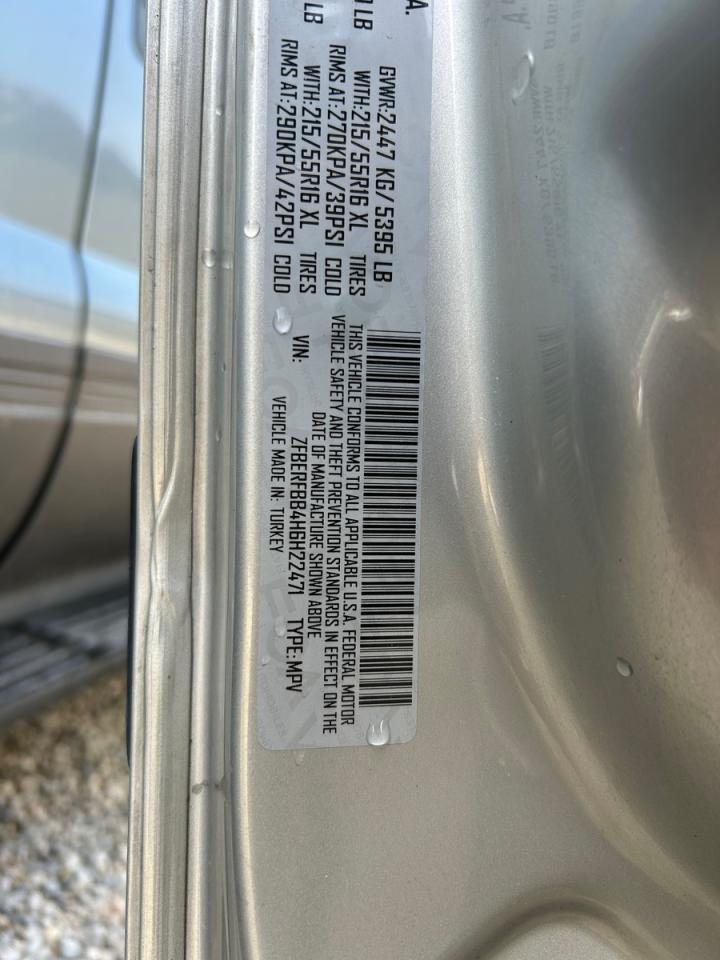 A.
GVWR:2447 KG/ 5395 LB
LB WITH:215/55R16 XL TIRES
RIMS AT:270KPA/39PSI COLD
LB WITH:215/55R16 XL TIRES
RIMS AT:290KPA/42PSI COLD
THIS VEHICLE CONFORMS TO ALL APPLICABLE U.S.A. FEDERAL MOTOR
VEHICLE SAFETY AND THEFT PREVENTION STANDARDS IN EFFECT ON THE
DATE OF MANUFACTURE SHOWN ABOVE
VIN: ZFBERFBB4H6H22471 TYPE:MPV
VEHICLE MADE IN: TURKEY